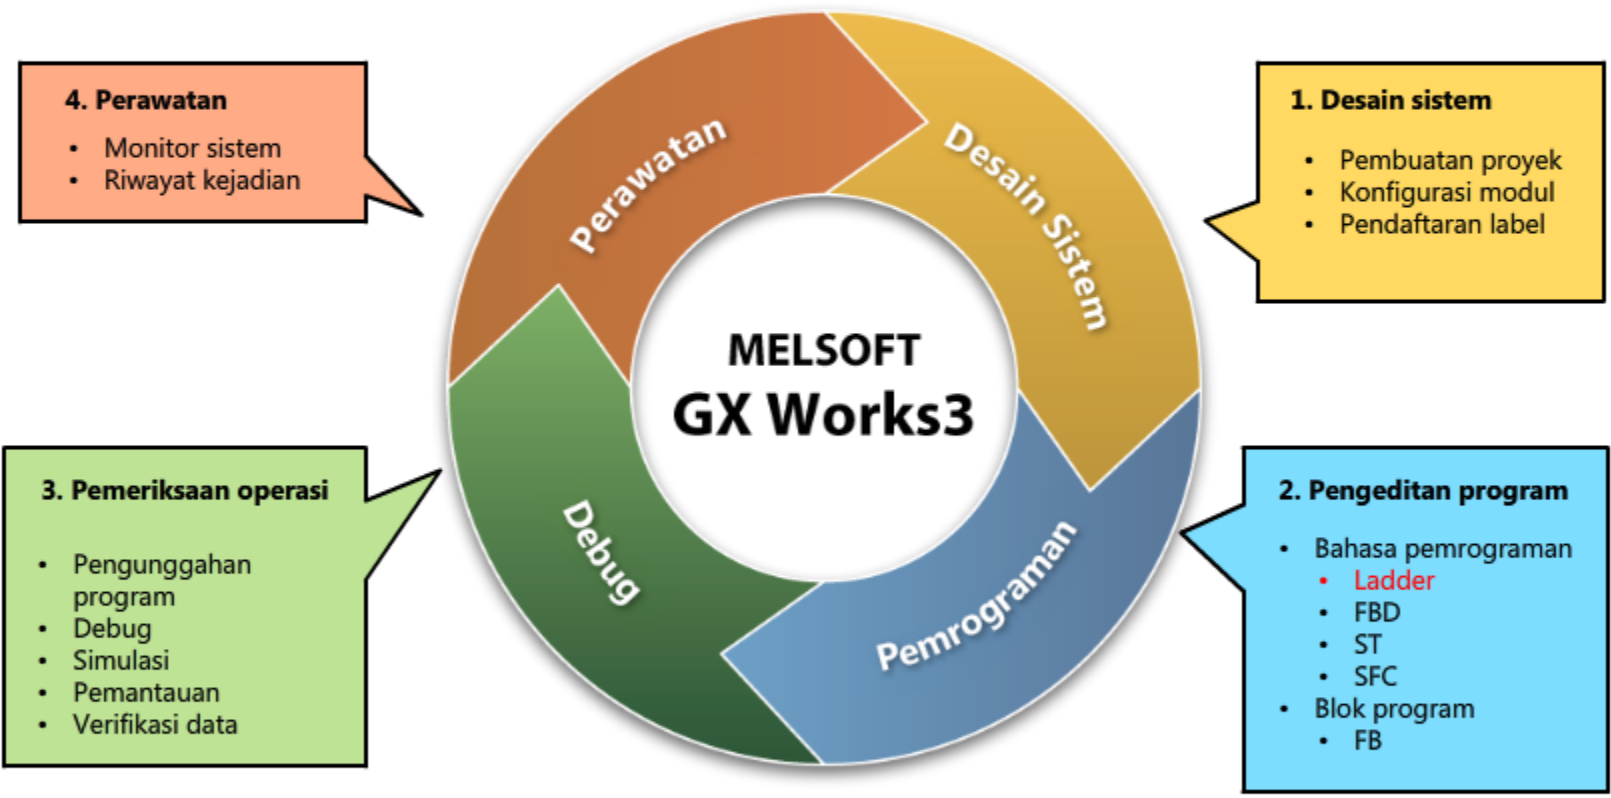 4. Perawatan
• Monitor sistem
• Riwayat kejadian
1. Desain sistem
• Pembuatan proyek
• Konfigurasi modul
• Pendaftaran label
Perawatan
Desain Sistem
MELSOFT
GX Works3
Debug
Pemrograman
3. Pemeriksaan operasi
• Pengunggahan
program
• Debug
• Simulasi
• Pemantauan
• Verifikasi data
2. Pengeditan program
• Bahasa pemrograman
• Ladder
• FBD
• ST
• SFC
• Blok program
• FB